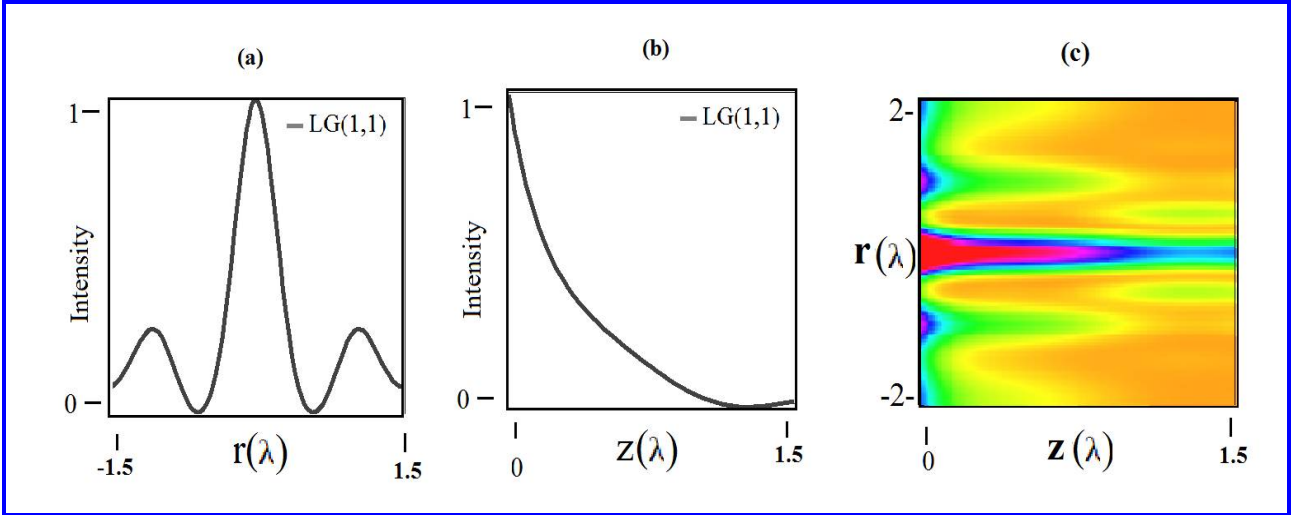 (a)
1
LG(1,1)
Intensity
0
-1.5
r(λ)
1.5
(b)
1
LG(1,1)
Intensity
0
0
z(λ)
1.5
(c)
2-
r(λ)
-2-
0
z(λ)
1.5